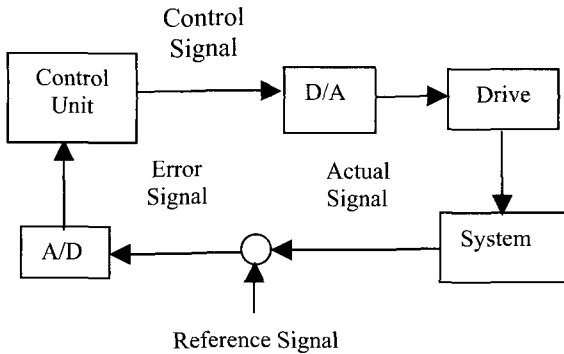 Control
Signal
Control
Unit
D/A
Drive
Error
Signal
Actual
Signal
A/D
System
Reference Signal